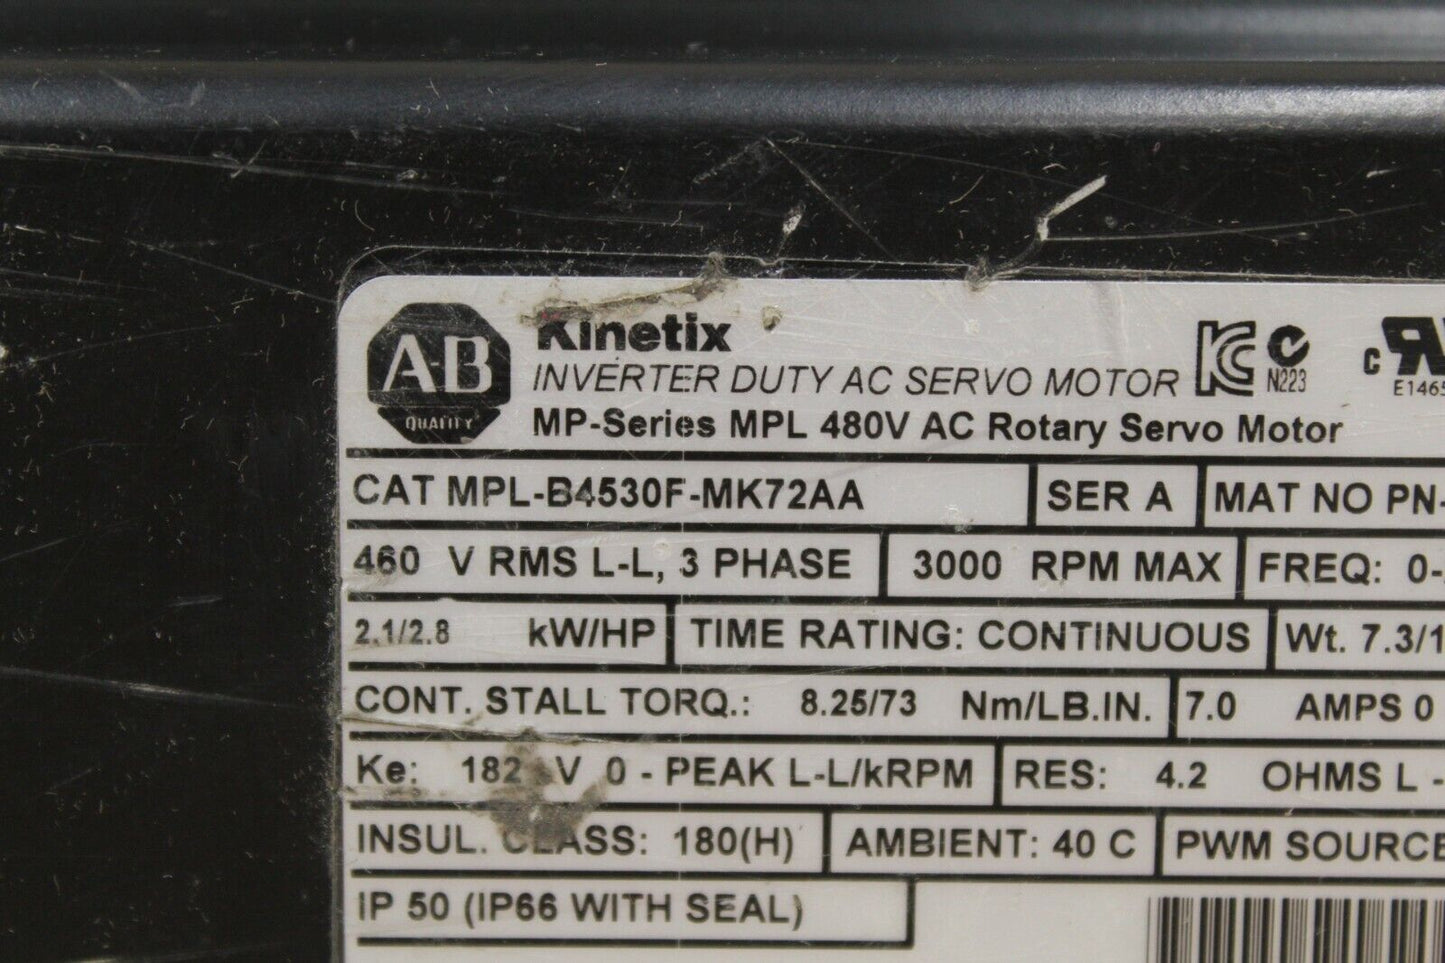 A-B
QUALITY
Kinetix
INVERTER DUTY AC SERVO MOTOR
N223
MP-Series MPL 480V AC Rotary Servo Motor
CAT MPL-B4530F-MK72AA SER A MAT NO PN-
460 V RMS L-L, 3 PHASE 3000 RPM MAX FREQ: 0-
2.1/2.8 kW/HP TIME RATING: CONTINUOUS Wt. 7.3/1
CONT. STALL TORQ.: 8.25/73 Nm/LB.IN. 7.0 AMPS 0
Ke: 182 V 0 - PEAK L-L/kRPM RES: 4.2 OHMS L -
INSUL. CLASS: 180(H) AMBIENT: 40 C PWM SOURCE
IP 50 (IP66 WITH SEAL)